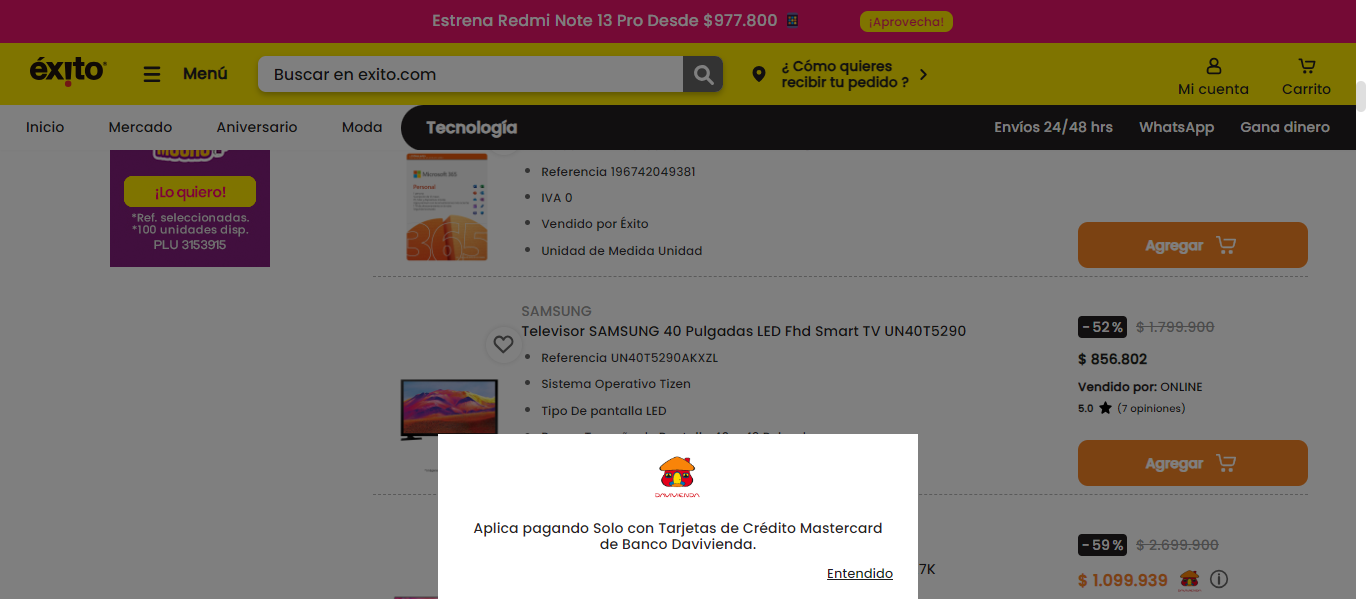 Estrena Redmi Note 13 Pro Desde $977.800
¡Aprovecha!
éxito
Menú
Buscar en exito.com
¿ Cómo quieres
recibir tu pedido ?
Mi cuenta
Carrito
Inicio
Mercado
Aniversario
Moda
Tecnología
Envíos 24/48 hrs
WhatsApp
Gana dinero
¡Lo quiero!
*Ref. seleccionadas.
*100 unidades disp.
PLU 3153915
Microsoft 365
Personal
365
Referencia 196742049381
IVA 0
Vendido por Éxito
Unidad de Medida Unidad
Agregar
SAMSUNG
Televisor SAMSUNG 40 Pulgadas LED Fhd Smart TV UN40T5290
Referencia UN40T5290AKXZL
Sistema Operativo Tizen
Tipo De pantalla LED
- 52 %
$ 1.799.900
$ 856.802
Vendido por: ONLINE
5.0
(7 opiniones)
Agregar
DAVIVIENDA
Aplica pagando Solo con Tarjetas de Crédito Mastercard
de Banco Davivienda.
Entendido
7K
- 59 %
$ 2.699.900
$ 1.099.939